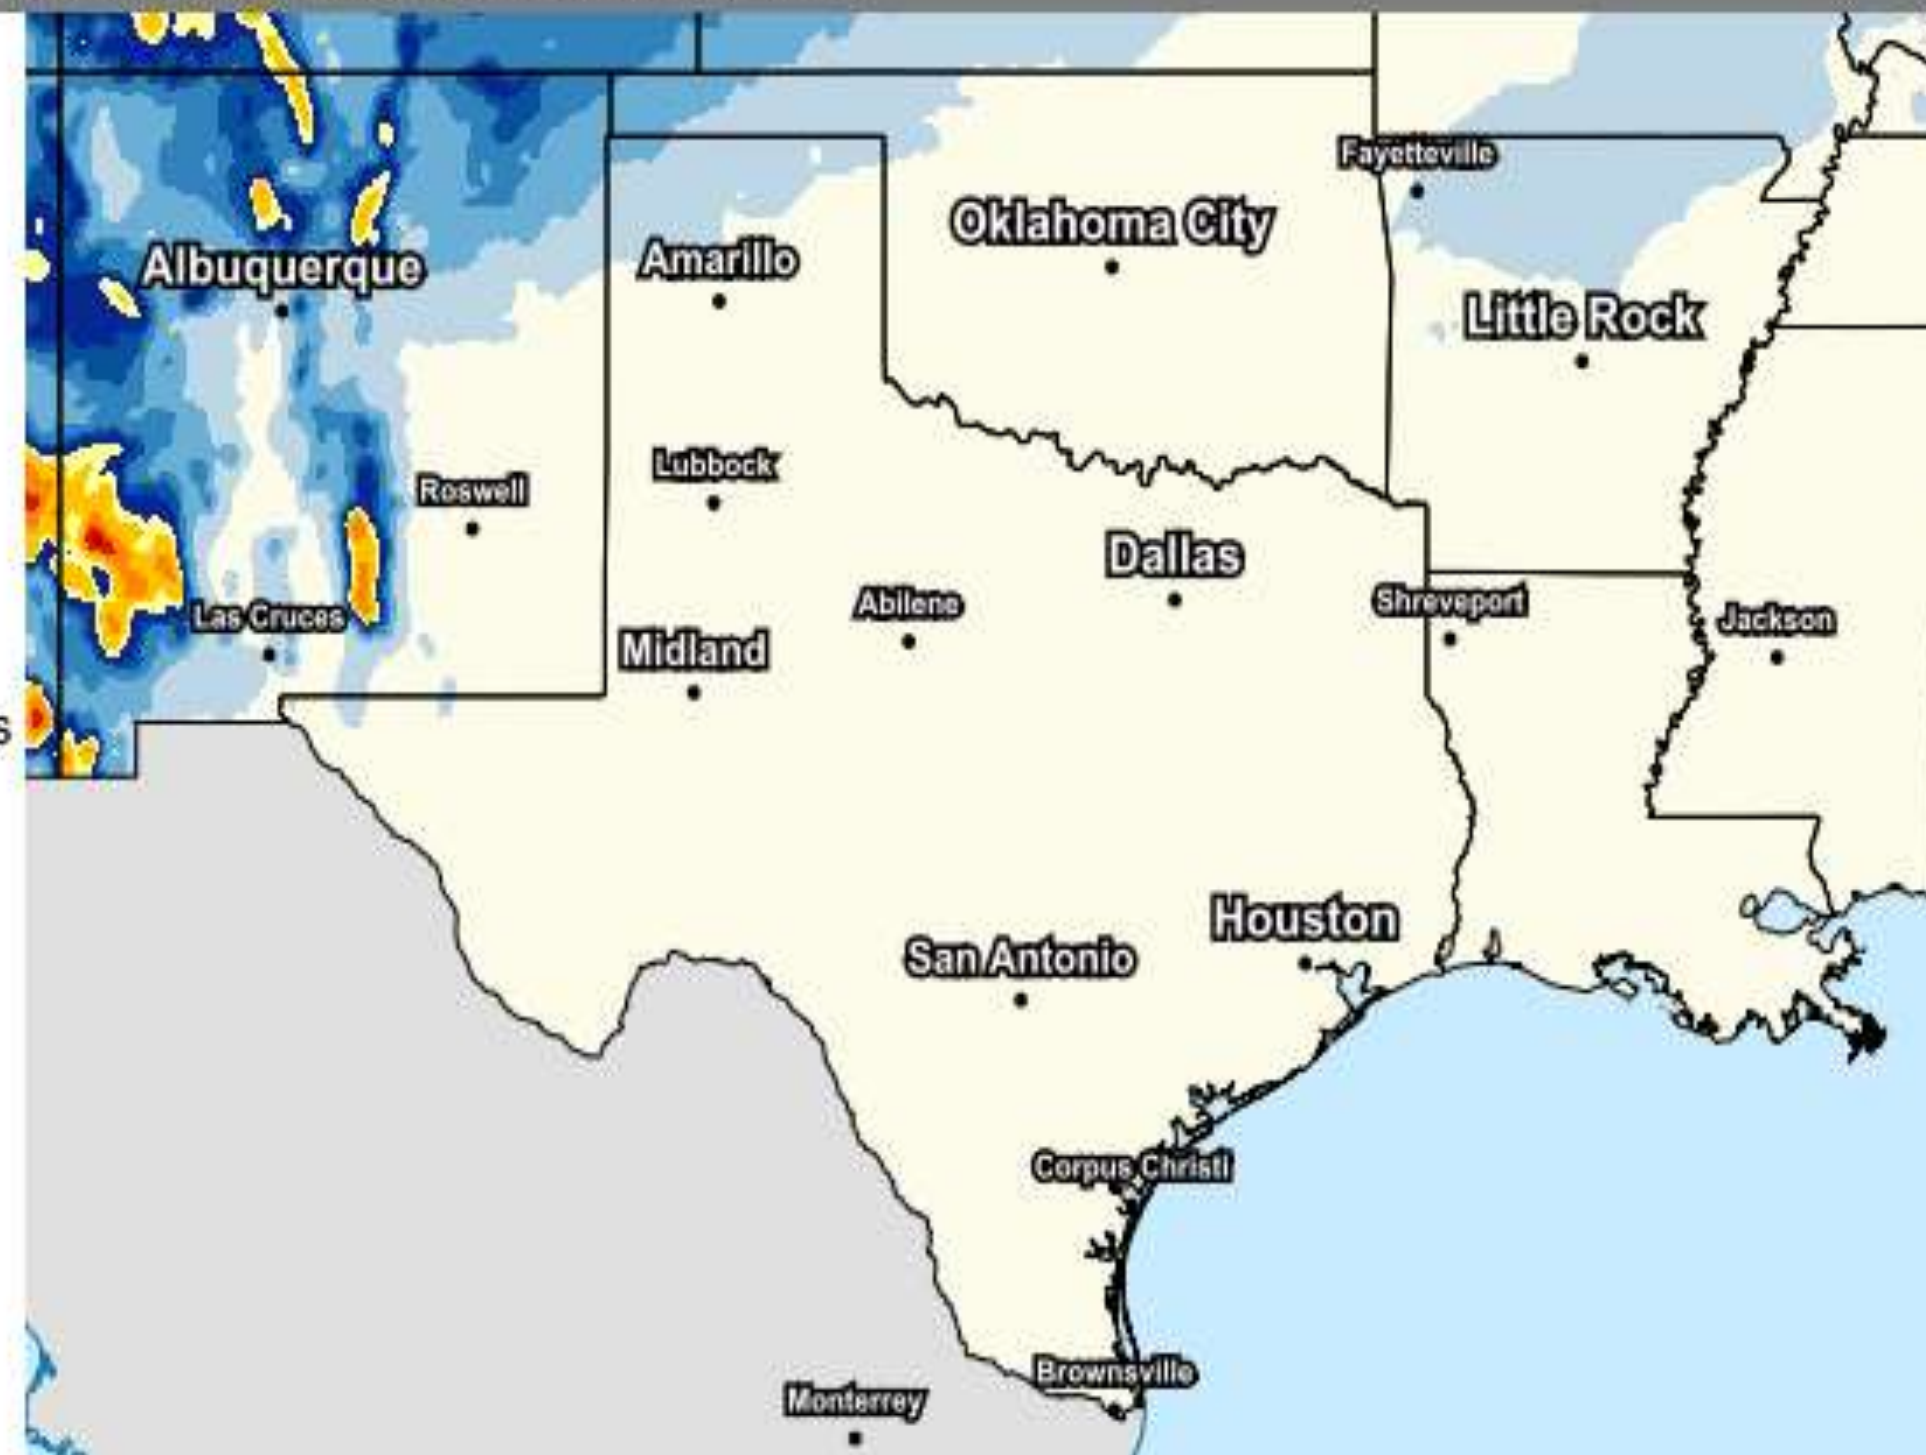 Fayetteville
Oklahoma City
Albuquerque
Amarillo
Little Rock
Lubbock
Roswell
Dallas
Abilene
Shreveport
Las Cruces
Jackson
Midland
s
Houston
San Antonio
Corpus Christi
Brownsville
Monterrey